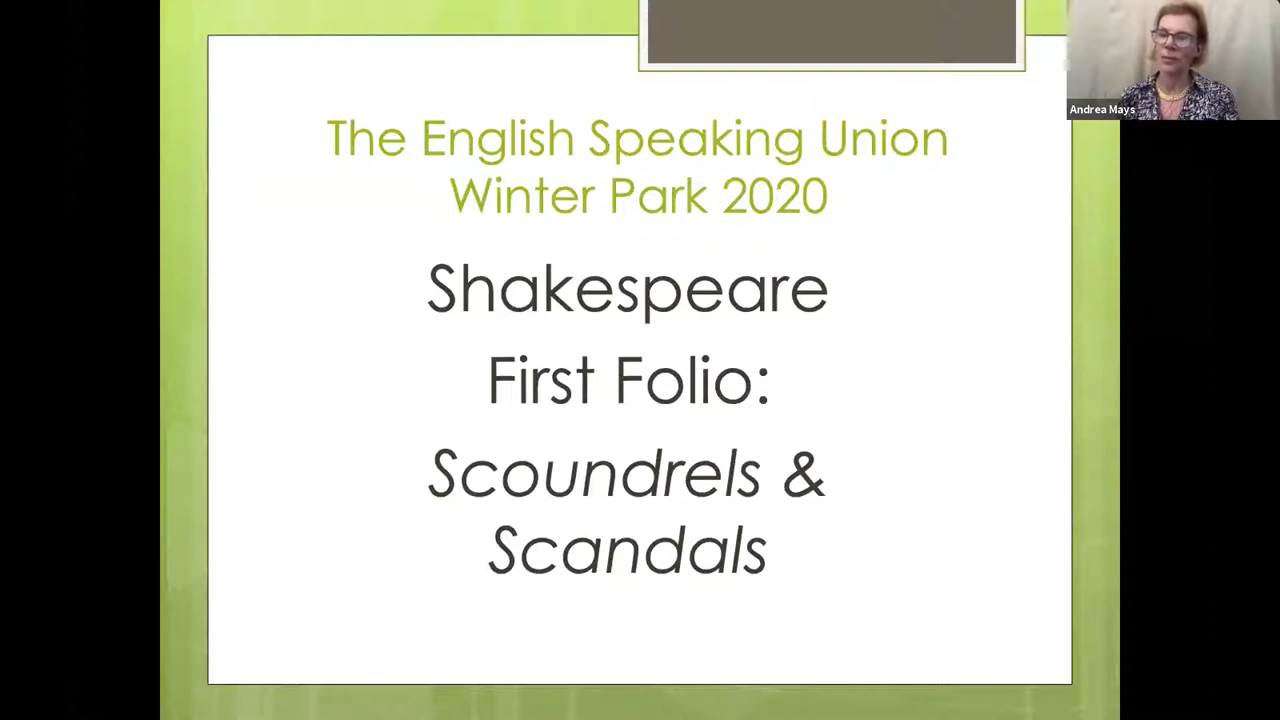 The English Speaking Union
Winter Park 2020
Shakespeare
First Folio:
Scoundrels &
Scandals
Andrea Mays